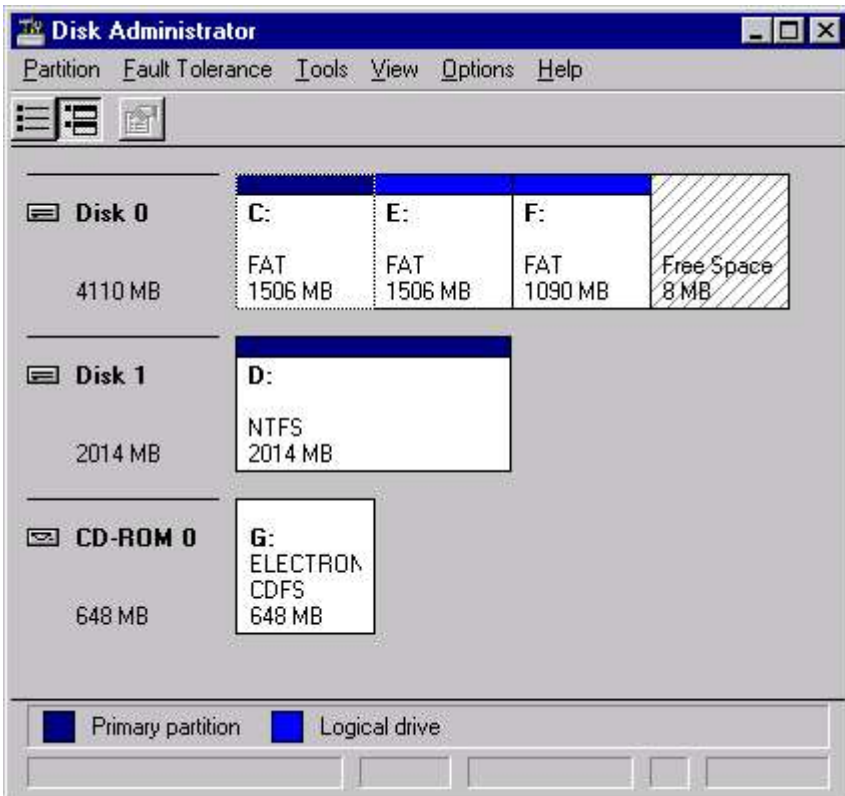 Disk Administrator
Partition Fault Tolerance Tools View Options Help
Disk 0
4110 MB
C:
FAT
1506 MB
E:
FAT
1506 MB
F:
FAT
1090 MB
Free Space
8 MB
Disk 1
2014 MB
D:
NTFS
2014 MB
CD-ROM 0
648 MB
G:
ELECTRON
CDFS
648 MB
Primary partition Logical drive